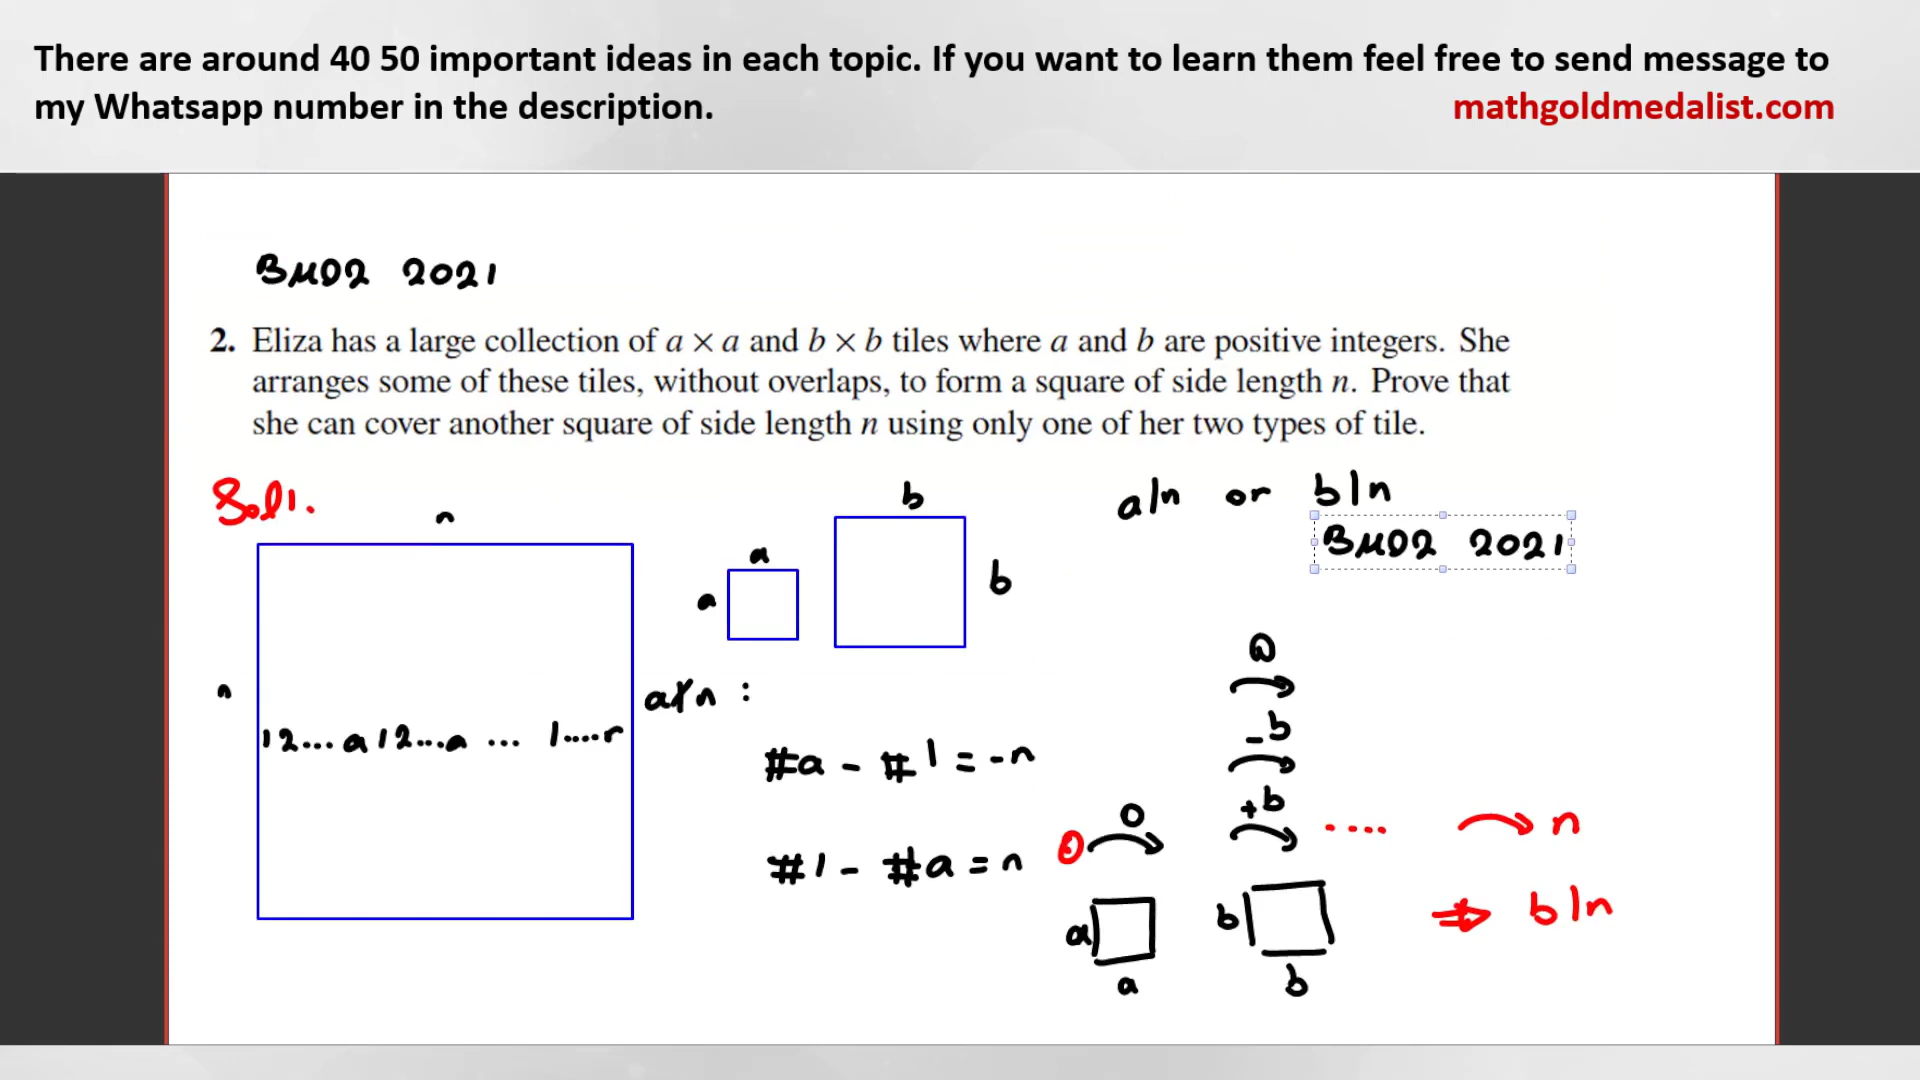 There are around 40 50 important ideas in each topic. If you want to learn them feel free to send message to
my Whatsapp number in the description.
mathgoldmedalist.com
BMO2 2021
2. Eliza has a large collection of a × a and b × b tiles where a and b are positive integers. She
arranges some of these tiles, without overlaps, to form a square of side length n. Prove that
she can cover another square of side length n using only one of her two types of tile.
Sol1.
n
n
12...a12...a ... 1....r
a
a
b
b
a|n or b|n
BMO2 2021
a∤n :
#a - #1 = -n
#1 - #a = n
0
0
a
a
0
-b
+b
....
n
b
b
⇒ b|n